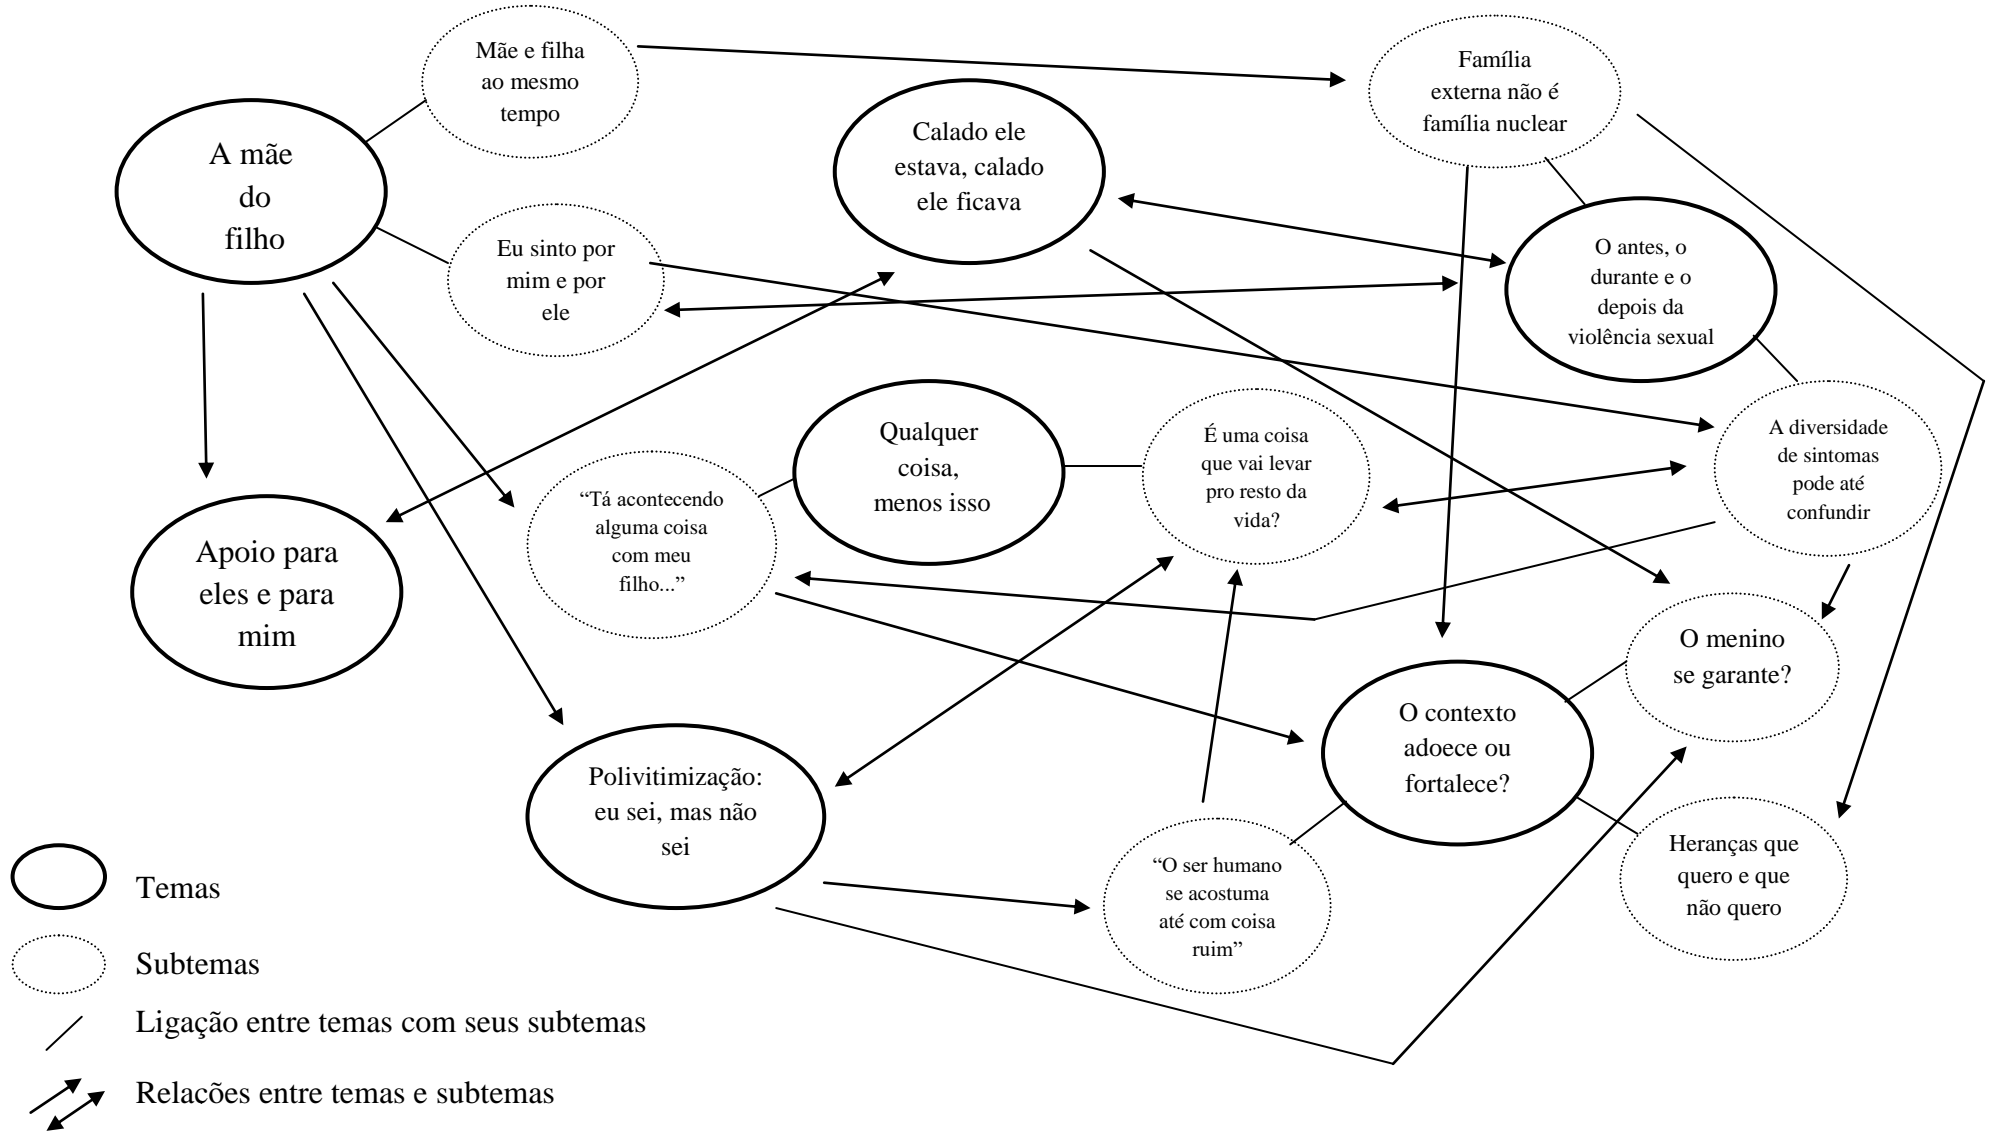 Mãe e filha
ao mesmo
tempo
Família
externa não é
família nuclear
A mãe
do
filho
Calado ele
estava, calado
ele ficava
Eu sinto por
mim e por
ele
O antes, o
durante e o
depois da
violência sexual
Qualquer
coisa,
menos isso
É uma coisa
que vai levar
pro resto da
vida?
A diversidade
de sintomas
pode até
confundir
“Tá acontecendo
alguma coisa
com meu
filho...”
Apoio para
eles e para
mim
O menino
se garante?
O contexto
adoece ou
fortalece?
Polivitimização:
eu sei, mas não
sei
“O ser humano
se acostuma
até com coisa
ruim”
Heranças que
quero e que
não quero
Temas
Subtemas
Ligação entre temas com seus subtemas
Relacões entre temas e subtemas